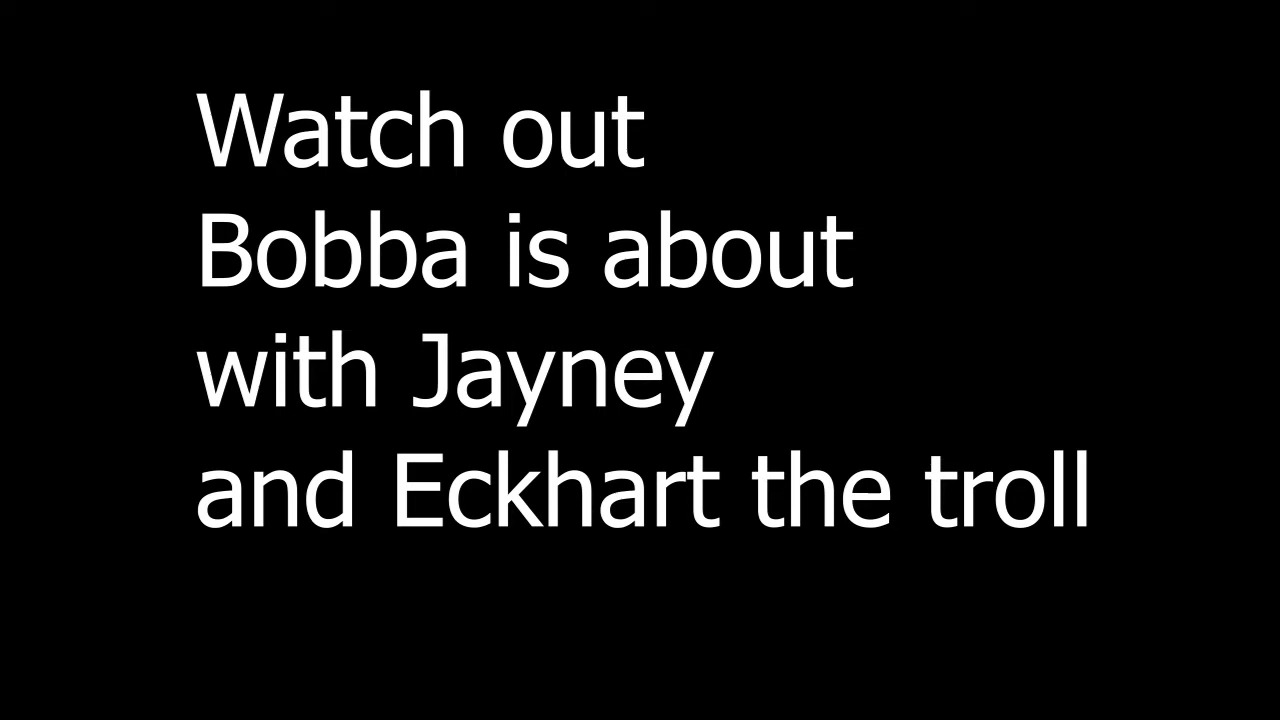 Watch out
Bobba is about
with Jayney
and Eckhart the troll